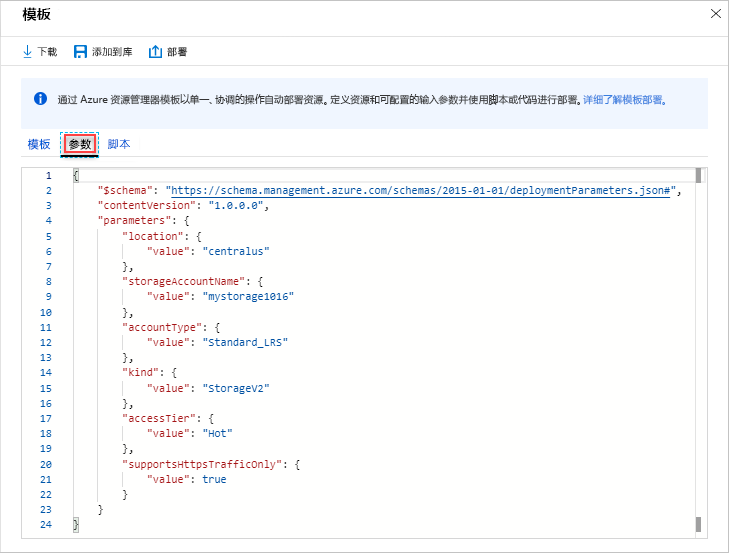 模板
下载 添加到库 部署
通过 Azure 资源管理器模板以单一、协调的操作自动部署资源。定义资源和可配置的输入参数并使用脚本或代码进行部署。详细了解模板部署。
模板 参数 脚本
1 {
2 "$schema": "https://schema.management.azure.com/schemas/2015-01-01/deploymentParameters.json#",
3 "contentVersion": "1.0.0.0",
4 "parameters": {
5 "location": {
6 "value": "centralus"
7 },
8 "storageAccountName": {
9 "value": "mystorage1016"
10 },
11 "accountType": {
12 "value": "Standard_LRS"
13 },
14 "kind": {
15 "value": "StorageV2"
16 },
17 "accessTier": {
18 "value": "Hot"
19 },
20 "supportsHttpsTrafficOnly": {
21 "value": true
22 }
23 }
24 }